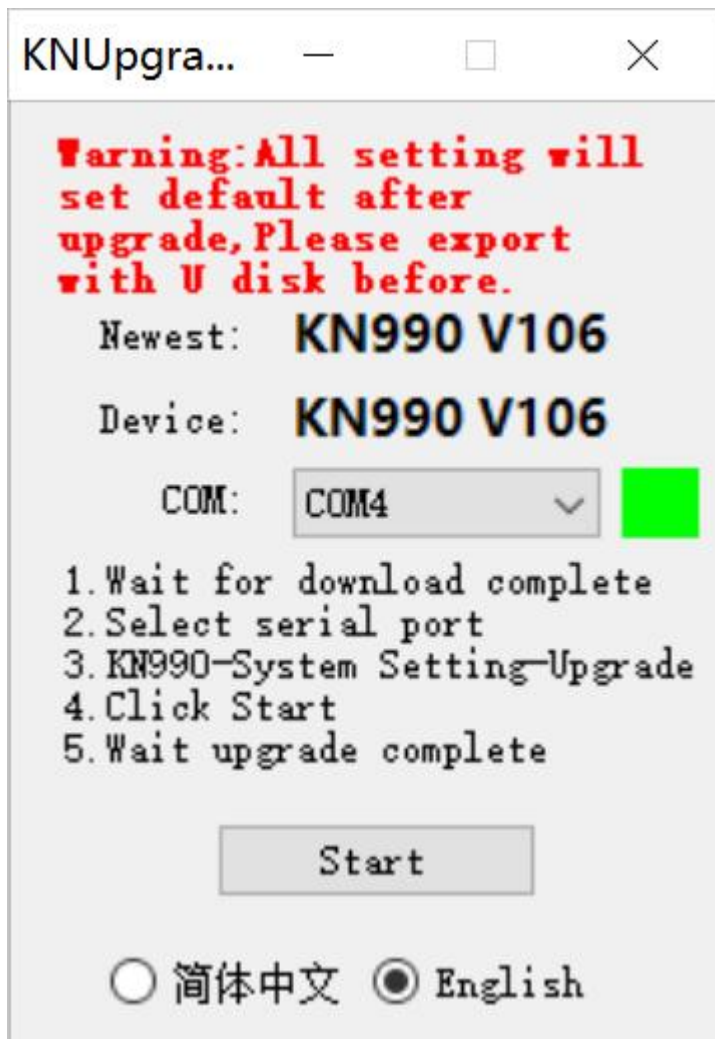 KNUpgra...
Warning:All setting will
set default after
upgrade,Please export
with U disk before.
Newest: KN990 V106
Device: KN990 V106
COM: COM4
1.Wait for download complete
2.Select serial port
3.KN990-System Setting-Upgrade
4.Click Start
5.Wait upgrade complete
Start
简体中文 English